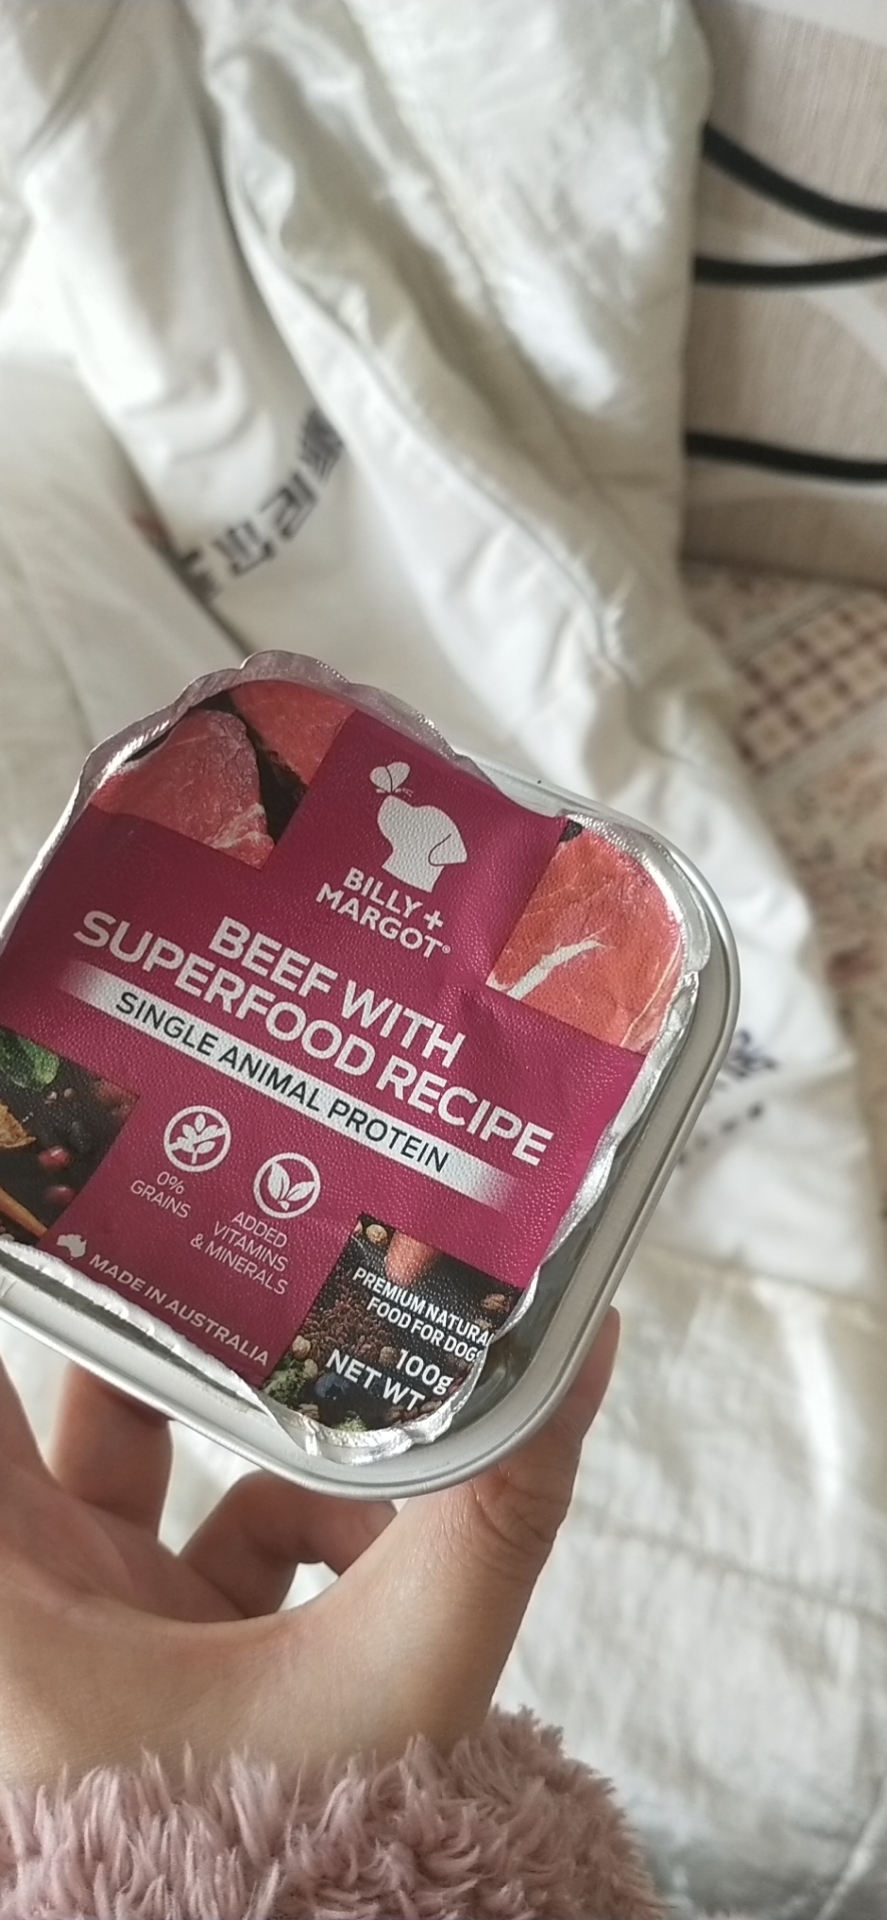 BILLY +
MARGOT®
BEEF WITH
SUPERFOOD RECIPE
SINGLE ANIMAL PROTEIN
0%
GRAINS
ADDED
VITAMINS
& MINERALS
MADE IN AUSTRALIA
PREMIUM NATURAL
FOOD FOR DOGS
100g
NET WT